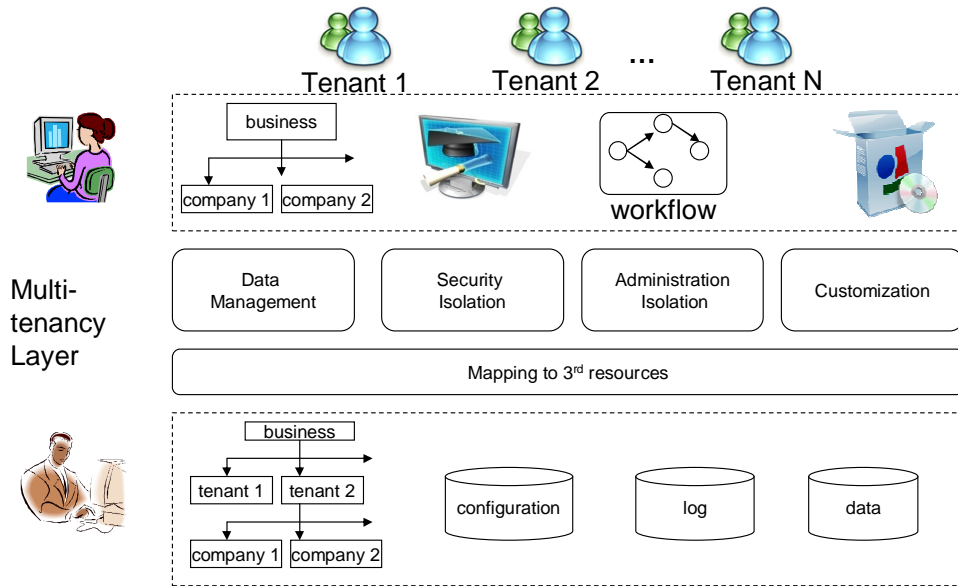 Tenant 1
Tenant 2
...
Tenant N
business
company 1
company 2
workflow
Multi-
tenancy
Layer
Data
Management
Security
Isolation
Administration
Isolation
Customization
Mapping to 3rd resources
business
tenant 1
tenant 2
company 1
company 2
configuration
log
data